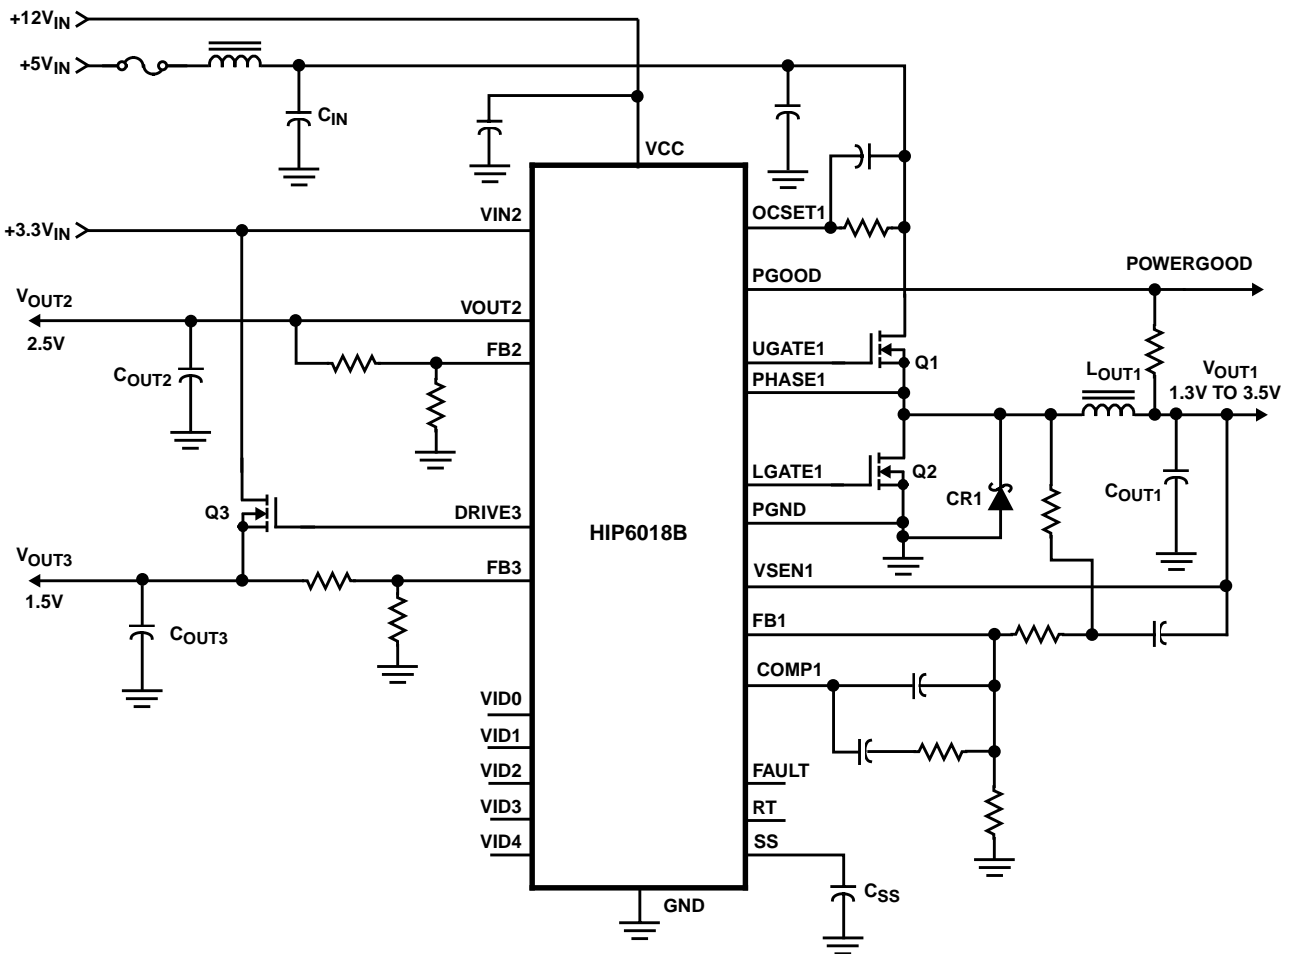 +12VIN
+5VIN
CIN
VCC
+3.3VIN
VIN2
OCSET1
PGOOD
POWERGOOD
VOUT2
2.5V
VOUT2
FB2
COUT2
UGATE1
Q1
PHASE1
LOUT1
VOUT1
1.3V TO 3.5V
LGATE1
Q2
CR1
COUT1
PGND
Q3
DRIVE3
HIP6018B
VOUT3
1.5V
FB3
VSEN1
COUT3
FB1
COMP1
VID0
VID1
VID2
VID3
VID4
FAULT
RT
SS
CSS
GND